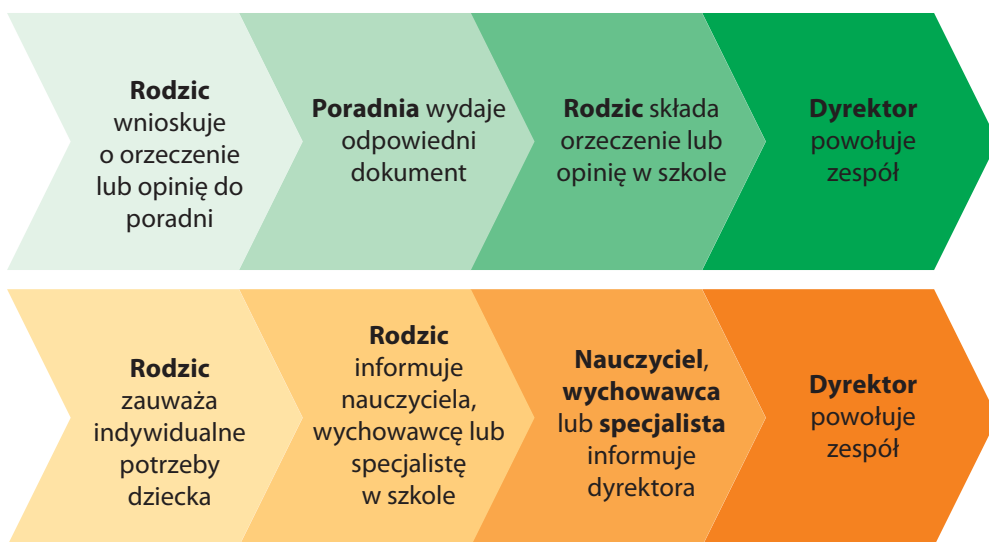 Rodzic
wnioskuje
o orzeczenie
lub opinię do
poradni
Poradnia wydaje
odpowiedni
dokument
Rodzic składa
orzeczenie lub
opinię w szkole
Dyrektor
powołuje
zespół
Rodzic
zauważa
indywidualne
potrzeby
dziecka
Rodzic
informuje
nauczyciela,
wychowawcę lub
specjalistę
w szkole
Nauczyciel,
wychowawca
lub specjalista
informuje
dyrektora
Dyrektor
powołuje
zespół